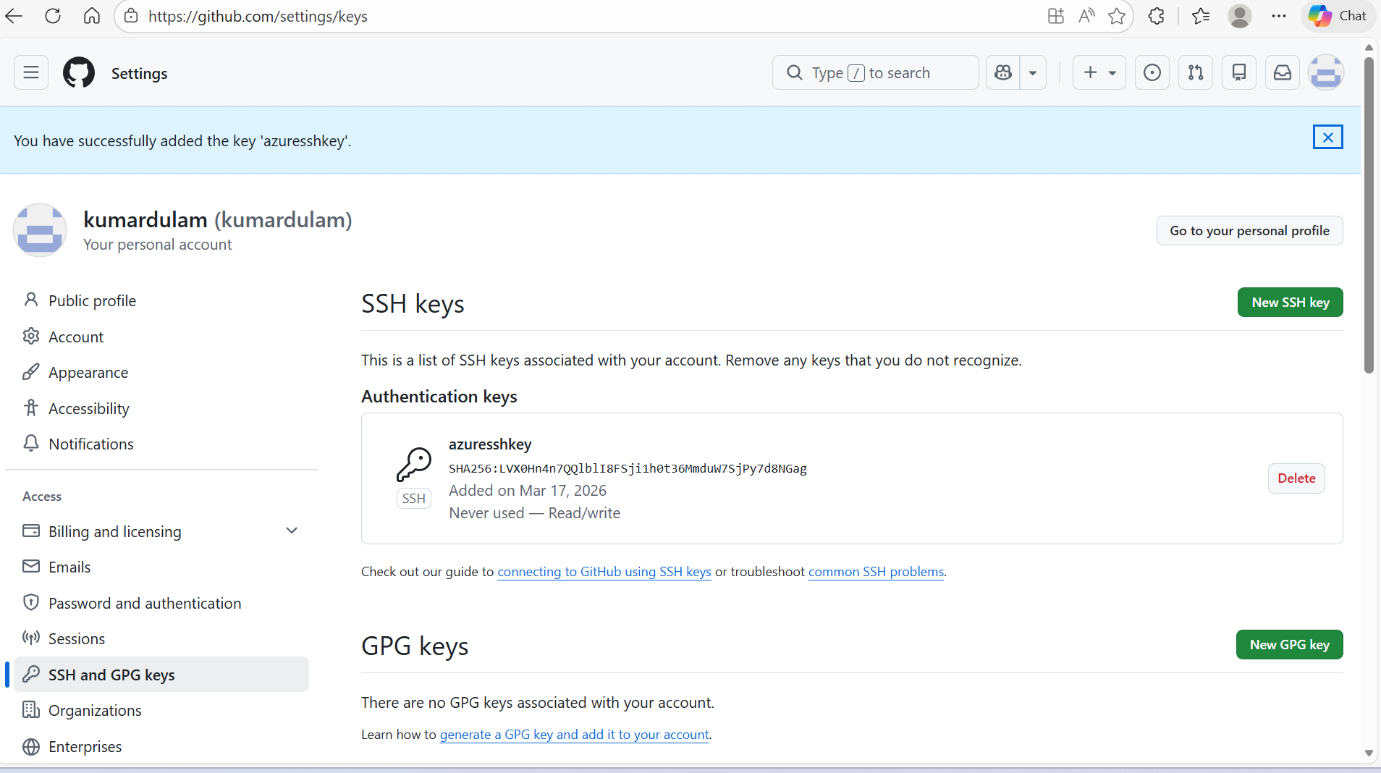 https://github.com/settings/keys
Chat
Settings
Type / to search
You have successfully added the key 'azuresshkey'.
kumardulam (kumardulam)
Your personal account
Go to your personal profile
Public profile
Account
Appearance
Accessibility
Notifications
Access
Billing and licensing
Emails
Password and authentication
Sessions
SSH and GPG keys
Organizations
Enterprises
SSH keys
New SSH key
This is a list of SSH keys associated with your account. Remove any keys that you do not recognize.
Authentication keys
azuresshkey
SHA256:LVX0Hn4n7QQlblI8FSji1h0t36MmduW7SjPy7d8NGag
Added on Mar 17, 2026
Never used — Read/write
SSH
Delete
Check out our guide to connecting to GitHub using SSH keys or troubleshoot common SSH problems.
GPG keys
New GPG key
There are no GPG keys associated with your account.
Learn how to generate a GPG key and add it to your account.